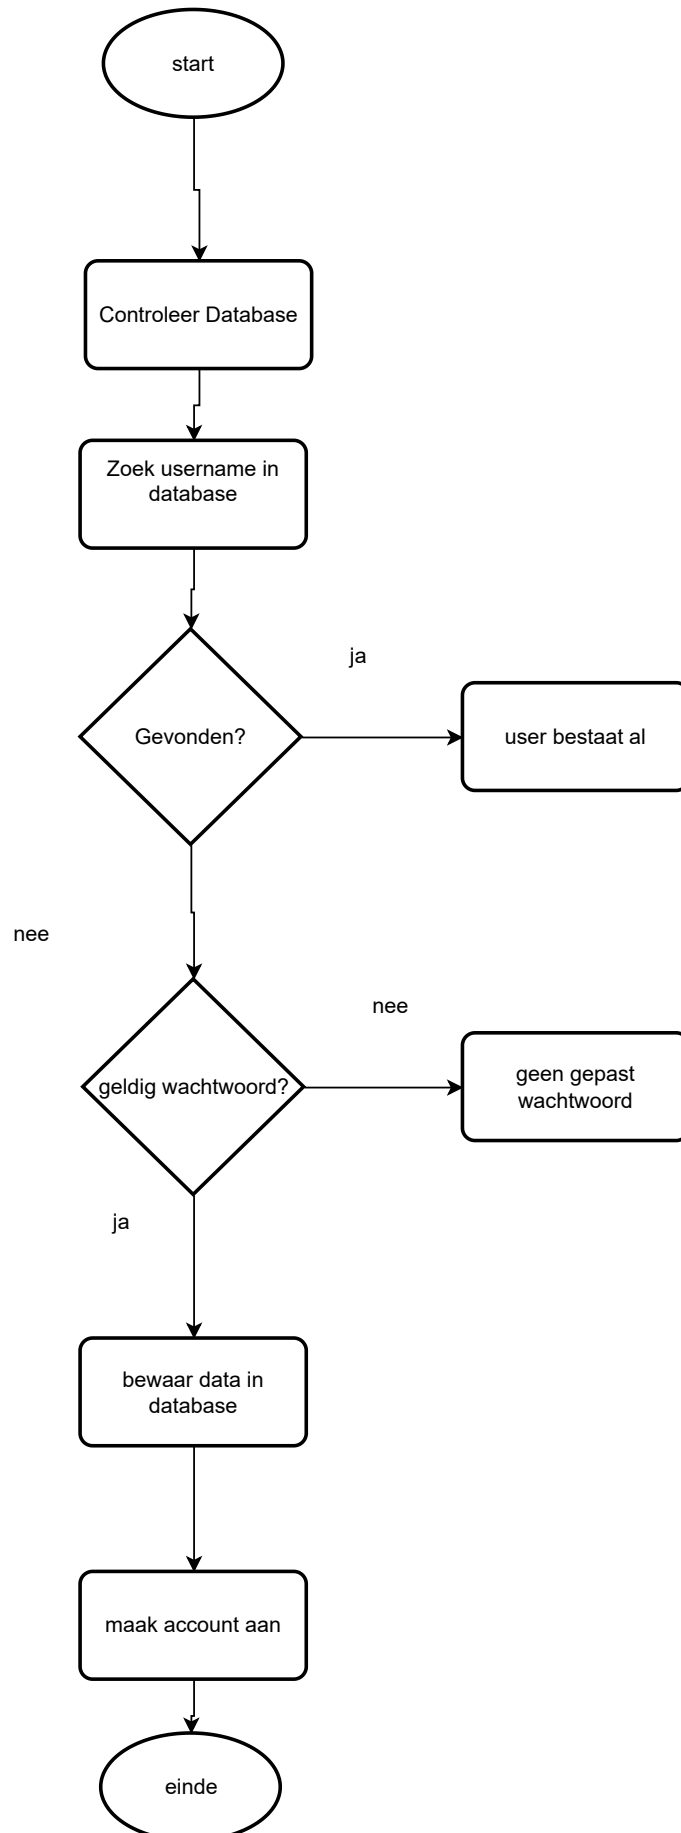 start
Controleer Database
Zoek username in
database
ja
Gevonden?
user bestaat al
nee
nee
geldig wachtwoord?
geen gepast
wachtwoord
ja
bewaar data in
database
maak account aan
einde